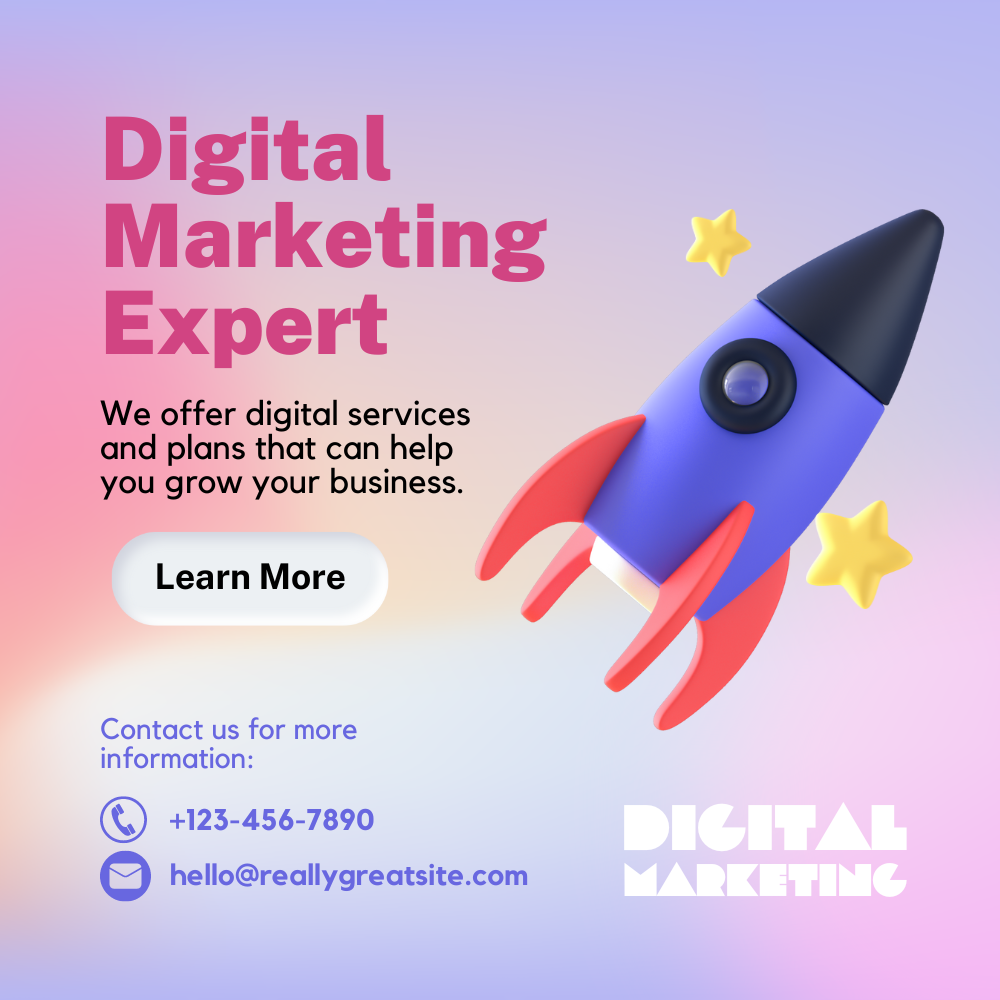 Digital
Marketing
Expert
We offer digital services
and plans that can help
you grow your business.
Learn More
Contact us for more
information:
+123-456-7890
hello@reallygreatsite.com
DIGITAL
MARKETING